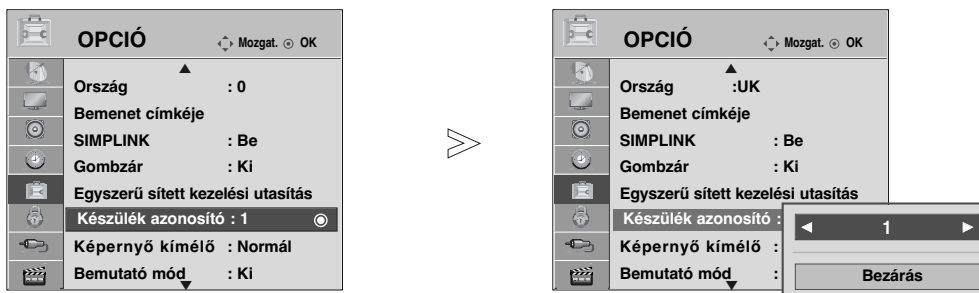 OPCIÓ Mozgat. OK
Ország : 0
Bemenet címkéje
SIMPLINK : Be
Gombzár : Ki
Egyszerű sített kezelési utasítás
Készülék azonosító : 1
Képernyő kímélő : Normál
Bemutató mód : Ki
OPCIÓ Mozgat. OK
Ország :UK
Bemenet címkéje
SIMPLINK : Be
Gombzár : Ki
Egyszerű sített kezelési utasítás
Készülék azonosító :
Képernyő kímélő :
Bemutató mód :
1
Bezárás